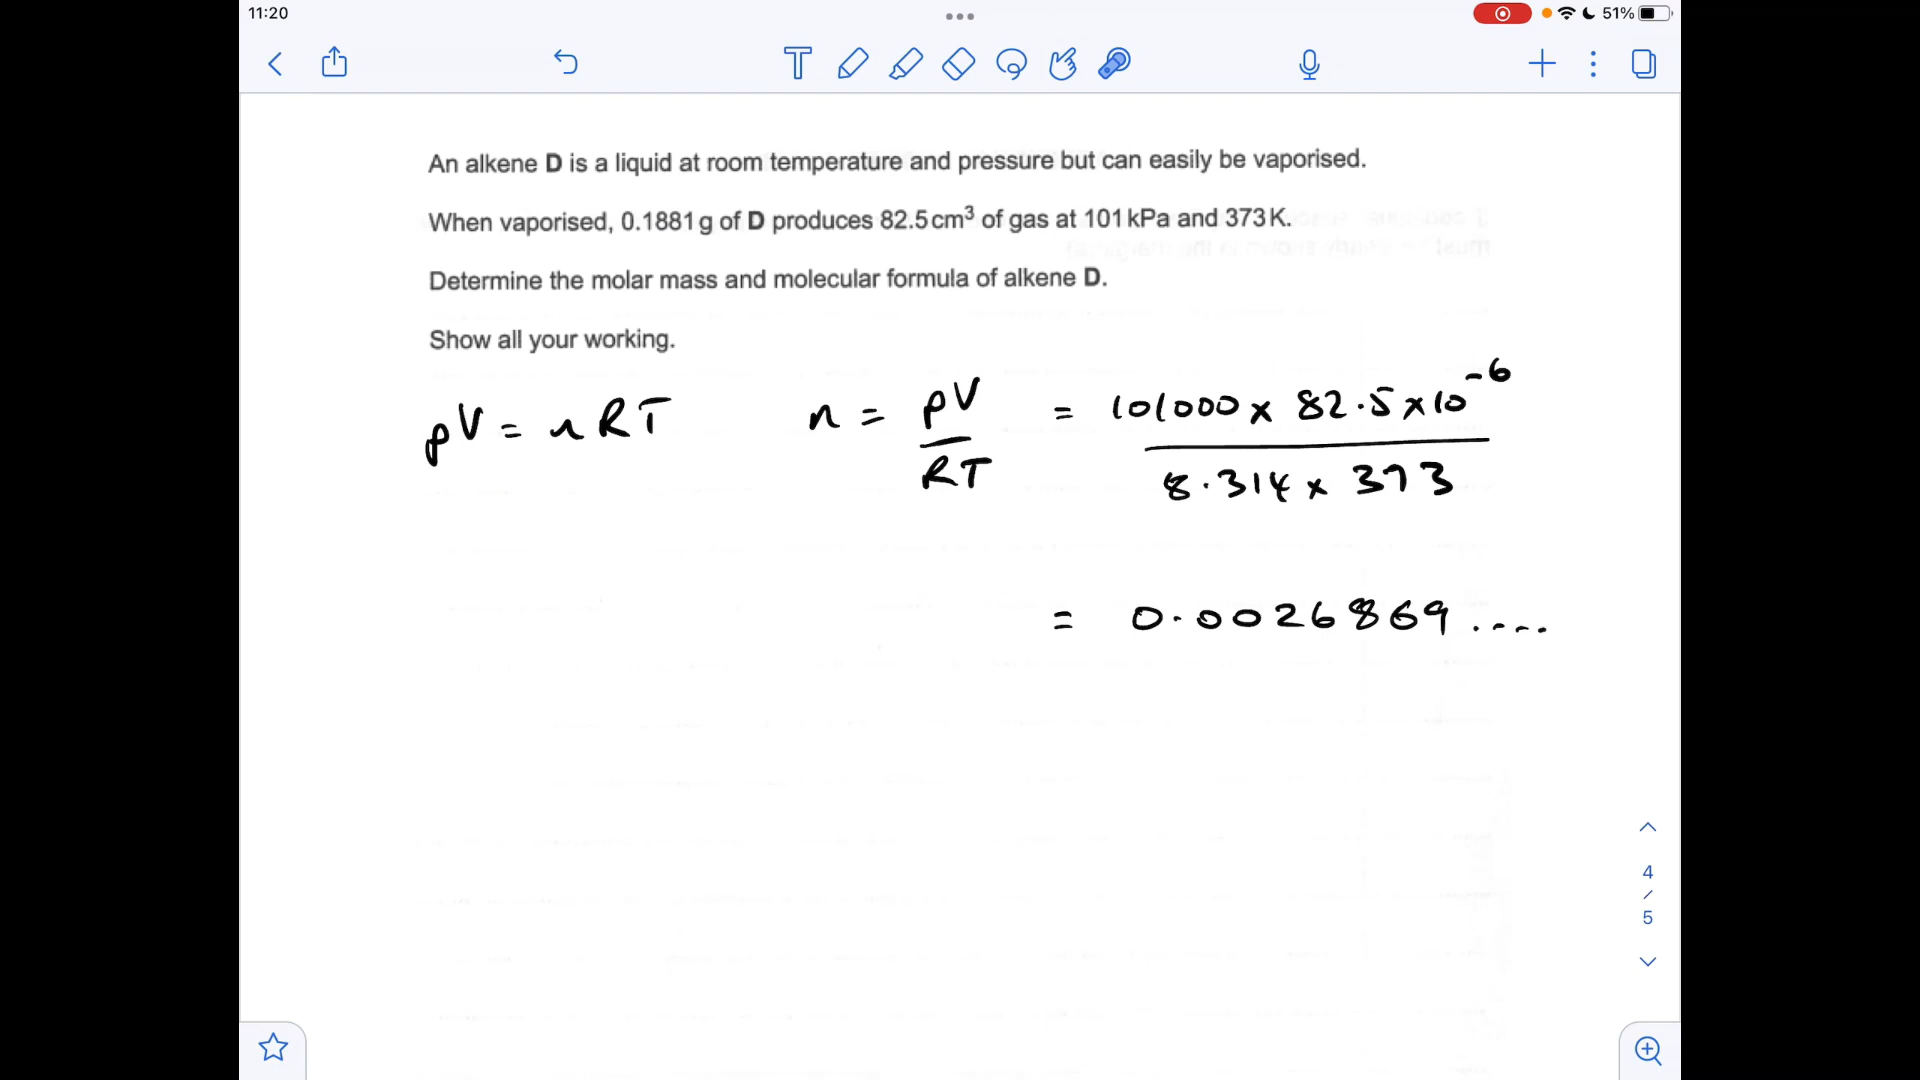 11:20
51%
An alkene D is a liquid at room temperature and pressure but can easily be vaporised.
When vaporised, 0.1881 g of D produces 82.5 cm³ of gas at 101 kPa and 373 K.
Determine the molar mass and molecular formula of alkene D.
Show all your working.
pV = nRT n = pV/RT = 101000 x 82.5 x 10⁻⁶ / 8.314 x 373
= 0.0026869 ....
4
/
5